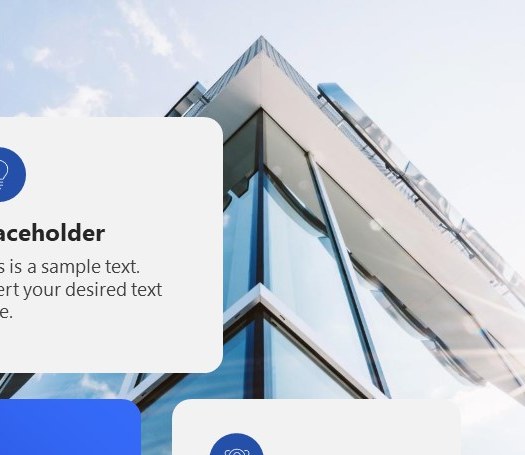 aceholder
s is a sample text.
ert your desired text
e.